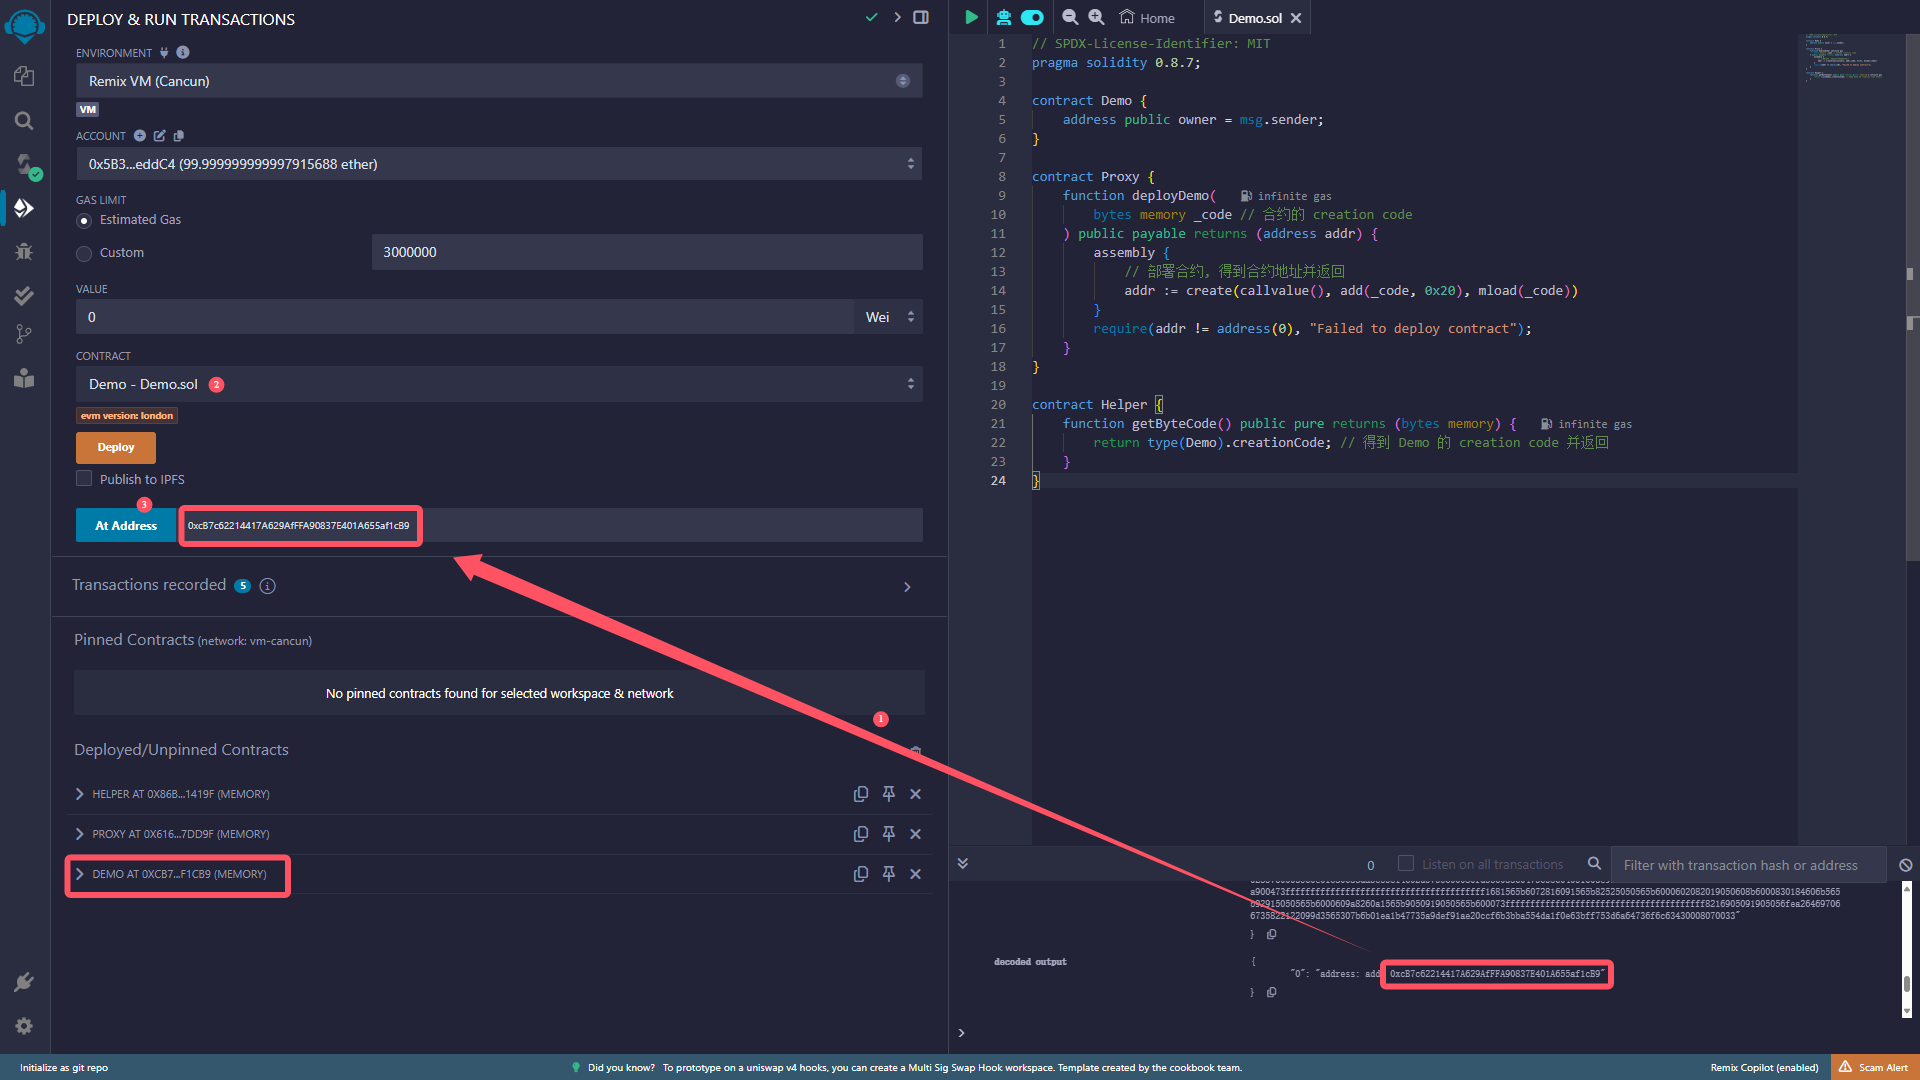 DEPLOY & RUN TRANSACTIONS
ENVIRONMENT
Remix VM (Cancun)
VM
ACCOUNT
0x5B3...eddC4 (99.999999999997915688 ether)
GAS LIMIT
Estimated Gas
Custom
3000000
VALUE
0
Wei
CONTRACT
Demo - Demo.sol
2
evm version: london
Deploy
Publish to IPFS
3
At Address
0xcB7c62214417A629AfFFA90837E401A655af1cB9
Transactions recorded 5
Pinned Contracts (network: vm-cancun)
No pinned contracts found for selected workspace & network
1
Deployed/Unpinned Contracts
HELPER AT 0X86B...1419F (MEMORY)
PROXY AT 0X616...7DD9F (MEMORY)
DEMO AT 0XCB7...F1CB9 (MEMORY)
Home
Demo.sol
1 // SPDX-License-Identifier: MIT
2 pragma solidity 0.8.7;
3
4 contract Demo {
5 address public owner = msg.sender;
6 }
7
8 contract Proxy {
9 function deployDemo( infinite gas
10 bytes memory _code // 合约的 creation code
11 ) public payable returns (address addr) {
12 assembly {
13 // 部署合约, 得到合约地址并返回
14 addr := create(callvalue(), add(_code, 0x20), mload(_code))
15 }
16 require(addr != address(0), "Failed to deploy contract");
17 }
18 }
19
20 contract Helper {
21 function getByteCode() public pure returns (bytes memory) { infinite gas
22 return type(Demo).creationCode; // 得到 Demo 的 creation code 并返回
23 }
24 }
0
Listen on all transactions
Filter with transaction hash or address
}
decoded output
{
"0": "address: add 0xcB7c62214417A629AfFFA90837E401A655af1cB9"
}
Initialize as git repo
Did you know? To prototype on a uniswap v4 hooks, you can create a Multi Sig Swap Hook workspace. Template created by the cookbook team.
Remix Copilot (enabled)
Scam Alert